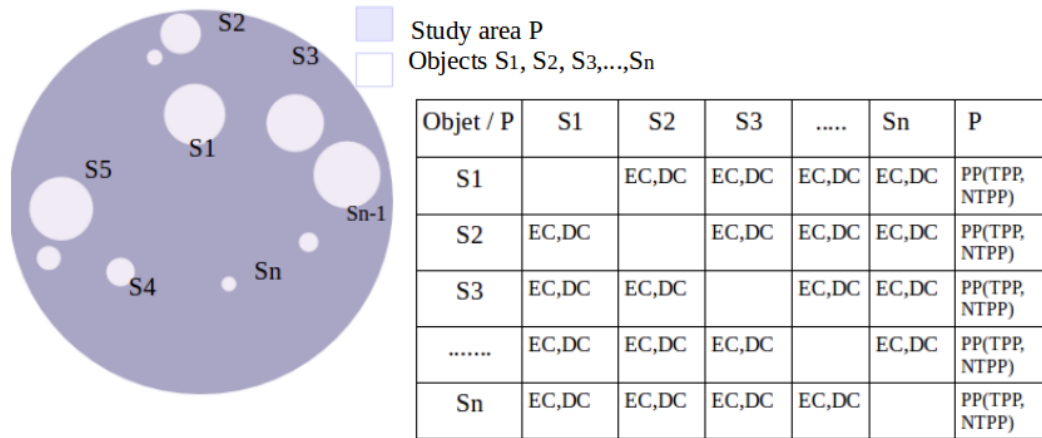 S2
S3
S1
S5
Sn-1
Sn
S4
Study area P
Objects S1, S2, S3,...,Sn
Objet / P S1 S2 S3 ..... Sn P
S1 EC,DC EC,DC EC,DC EC,DC PP(TPP,
NTPP)
S2 EC,DC EC,DC EC,DC EC,DC PP(TPP,
NTPP)
S3 EC,DC EC,DC EC,DC EC,DC PP(TPP,
NTPP)
....... EC,DC EC,DC EC,DC EC,DC PP(TPP,
NTPP)
Sn EC,DC EC,DC EC,DC EC,DC PP(TPP,
NTPP)